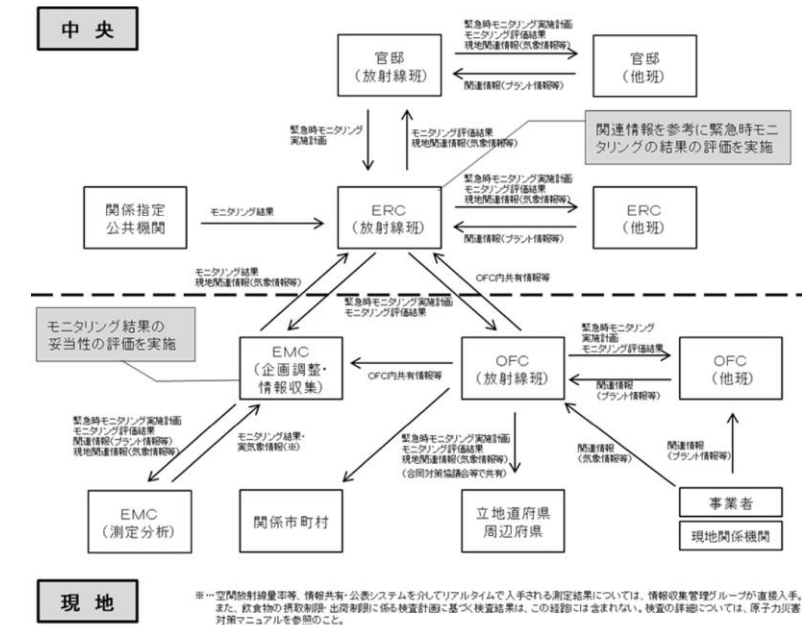 中 央
官邸
（放射線班）
緊急時モニタリング実施計画
モニタリング評価結果
現地関連情報（気象情報等）
関連情報（プラント情報等）
官邸
（他班）
緊急時モニタリング
実施計画
モニタリング評価結果
現地関連情報（気象情報等）
関連情報を参考に緊急時モニ
タリングの結果の評価を実施
関係指定
公共機関
モニタリング結果
ERC
（放射線班）
緊急時モニタリング実施計画
モニタリング評価結果
現地関連情報（気象情報等）
関連情報（プラント情報等）
ERC
（他班）
モニタリング結果
現地関連情報（気象情報等）
OFC内共有情報等
緊急時モニタリング実施計画
モニタリング評価結果
モニタリング結果の
妥当性の評価を実施
EMC
（企画調整・
情報収集）
OFC内共有情報等
OFC
（放射線班）
緊急時モニタリング
実施計画
モニタリング評価結果
関連情報
（プラント情報等）
OFC
（他班）
緊急時モニタリング実施計画
モニタリング評価結果
関連情報（プラント情報等）
現地関連情報（気象情報等）
モニタリング結果・
実気象情報（※）
緊急時モニタリング実施計画
モニタリング評価結果
現地関連情報（気象情報等）
（合同対策協議会等で共有）
関連情報
（気象情報等）
関連情報
（プラント情報等）
EMC
（測定分析）
関係市町村
立地道府県
周辺府県
事業者
現地関係機関
現 地
※…空間放射線量率等、情報共有・公表システムを介してリアルタイムで入手される測定結果については、情報収集管理グループが直接入手。
また、飲食物の摂取制限・出荷制限に係る検査計画に基づく検査結果は、この経路には含まれない。検査の詳細については、原子力災害
対策マニュアルを参照のこと。